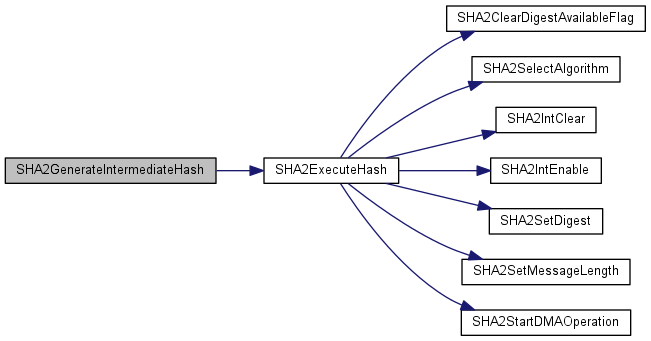 SHA2ClearDigestAvailableFlag
SHA2SelectAlgorithm
SHA2IntClear
SHA2GenerateIntermediateHash
SHA2ExecuteHash
SHA2IntEnable
SHA2SetDigest
SHA2SetMessageLength
SHA2StartDMAOperation